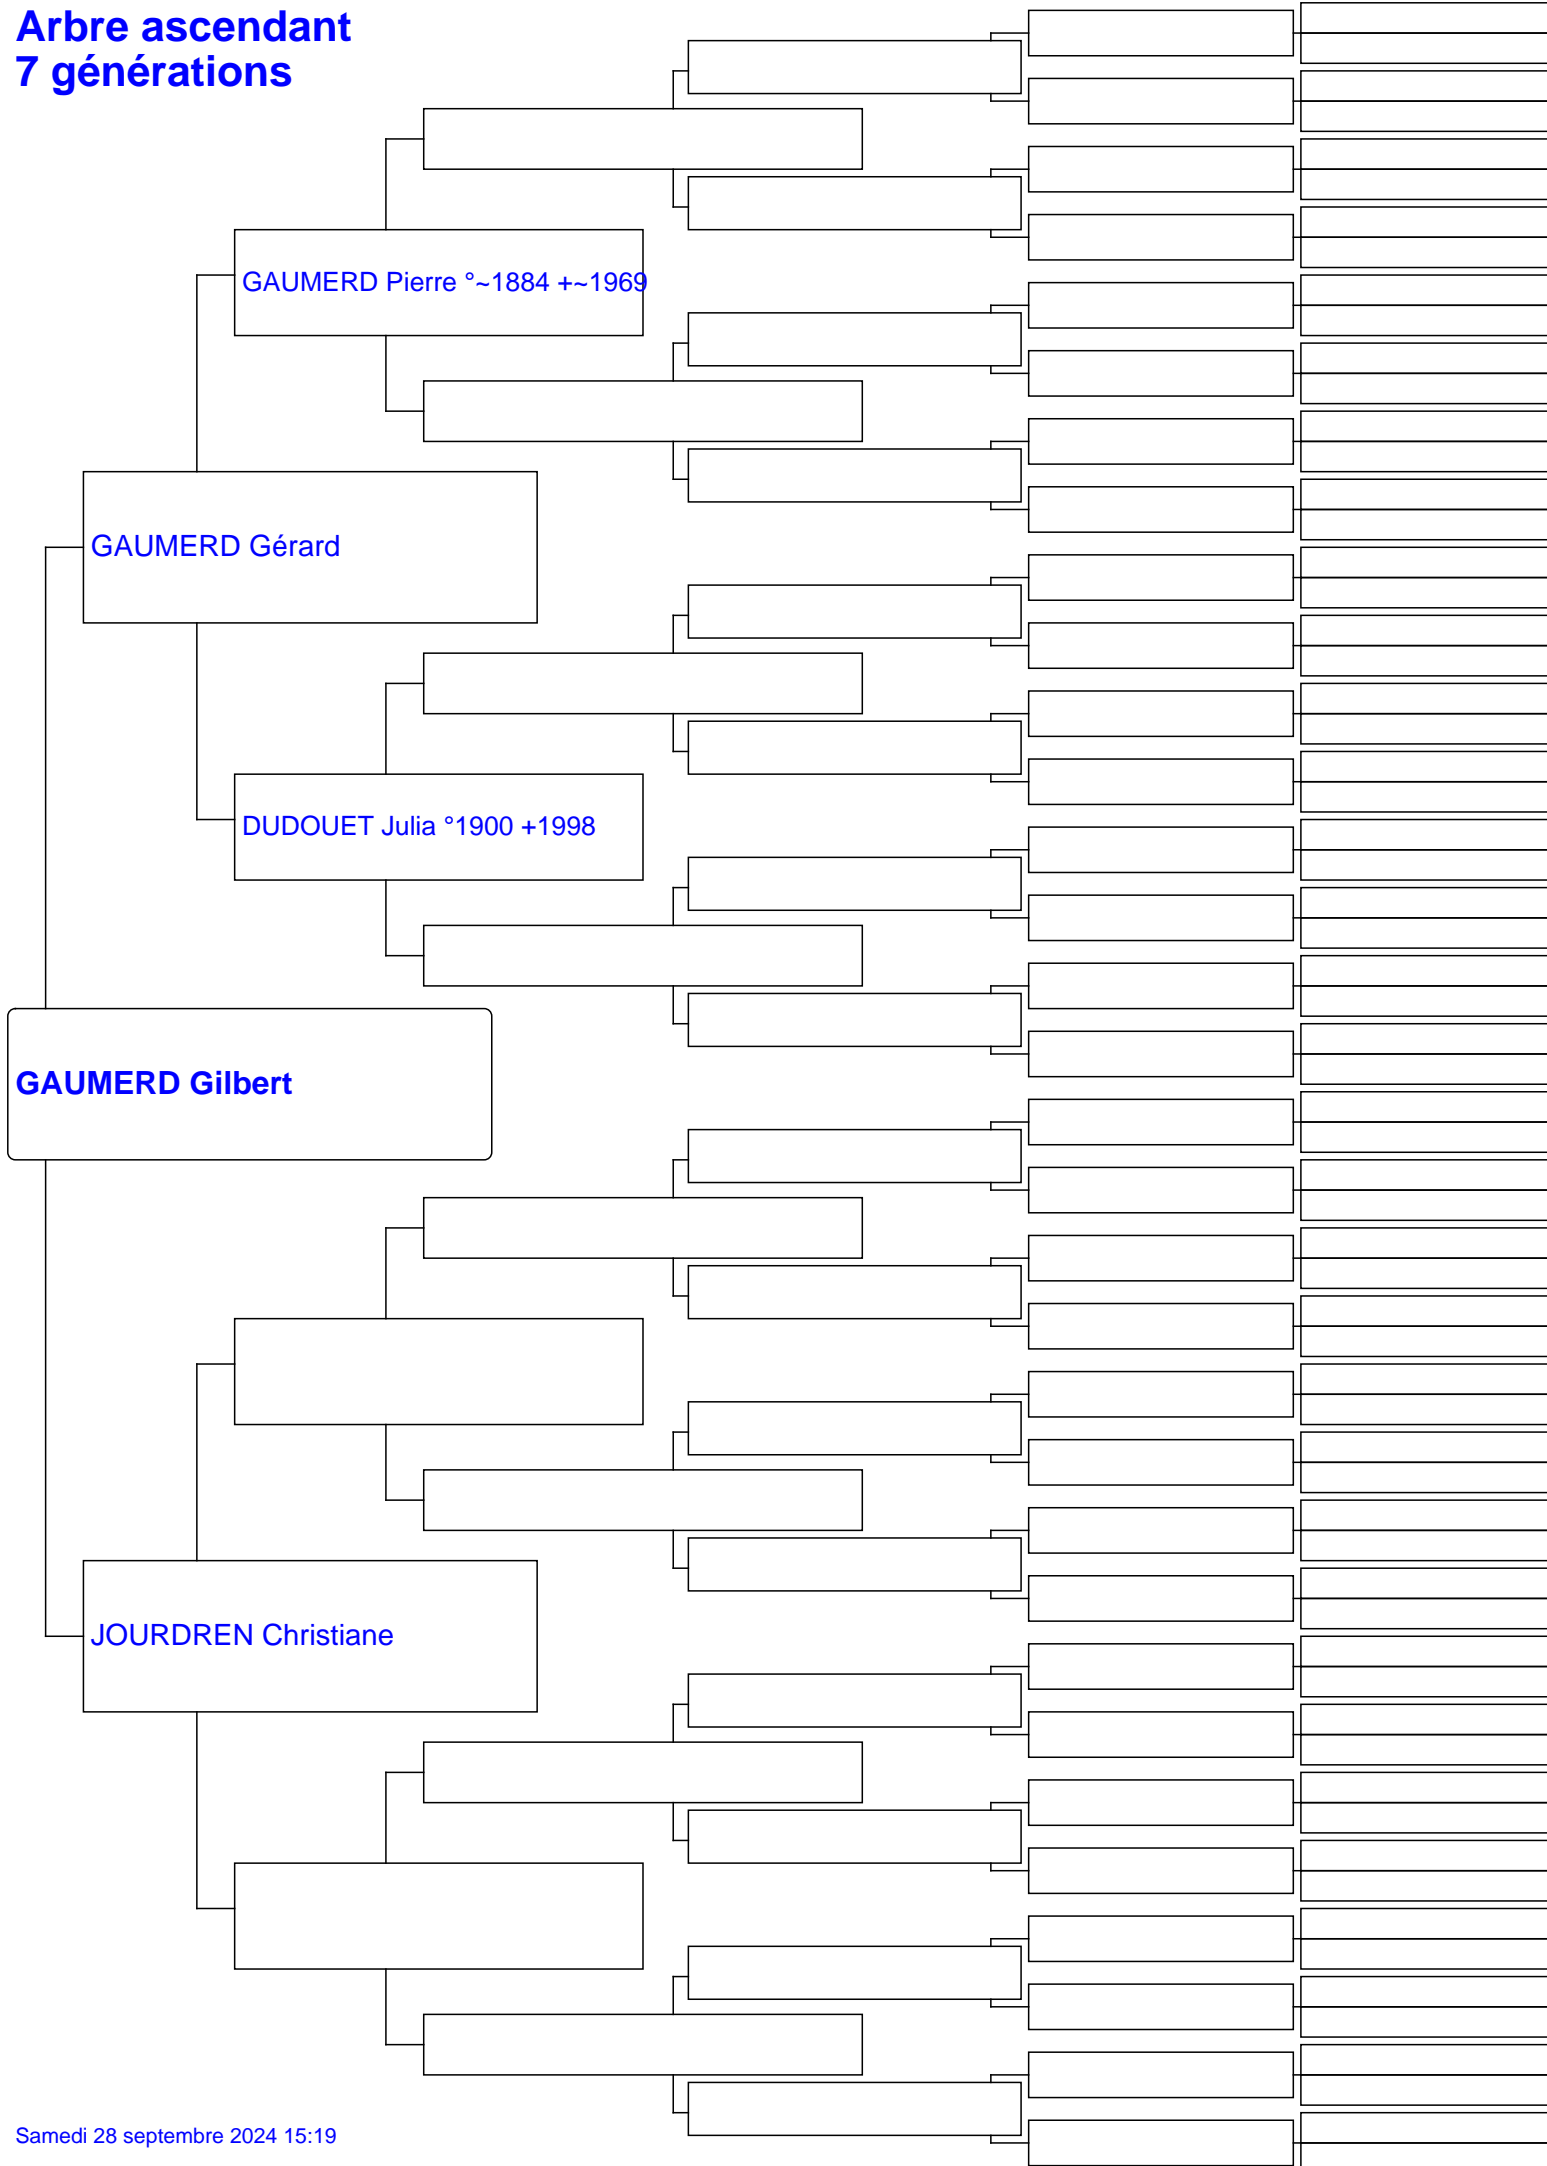 Arbre ascendant
7 générations
GAUMERD Pierre °~1884 +~1969
GAUMERD Gérard
DUDOUET Julia °1900 +1998
GAUMERD Gilbert
JOURDREN Christiane
Samedi 28 septembre 2024 15:19